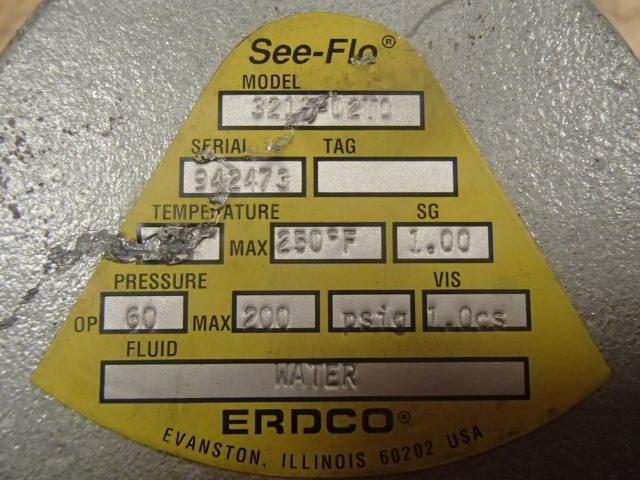 See-Flo®
MODEL
SERIAL TAG
942473
TEMPERATURE SG
MAX 250°F 1.00
PRESSURE VIS
OP 60 MAX 200 psig 1.0cs
FLUID
WATER
ERDCO®
EVANSTON, ILLINOIS 60202 USA